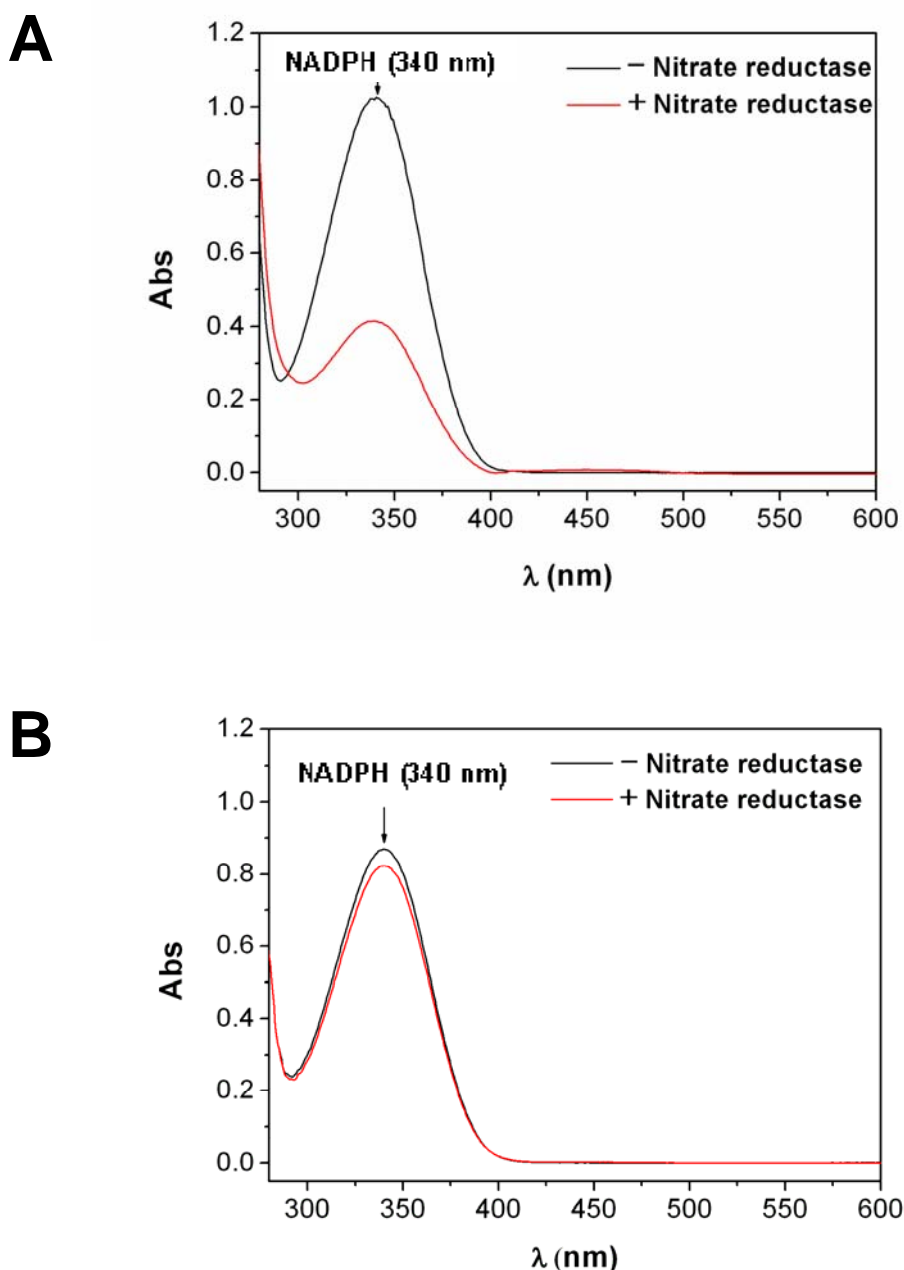 A
NADPH (340 nm)
− Nitrate reductase
+ Nitrate reductase
1.2
1.0
0.8
0.6
0.4
0.2
0.0
Abs
300 350 400 450 500 550 600
λ (nm)
B
NADPH (340 nm)
− Nitrate reductase
+ Nitrate reductase
1.2
1.0
0.8
0.6
0.4
0.2
0.0
Abs
300 350 400 450 500 550 600
λ (nm)